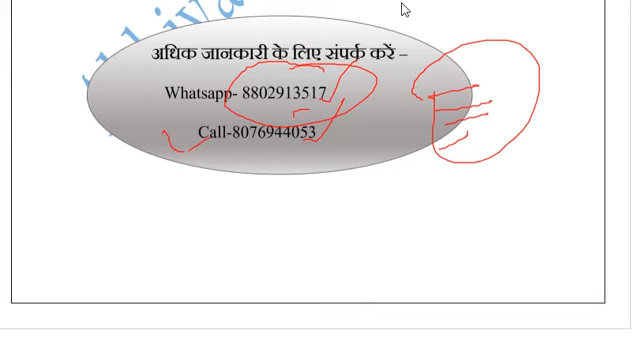 अधिक जानकारी के लिए संपर्क करें –
Whatsapp- 8802913517
Call-8076944053